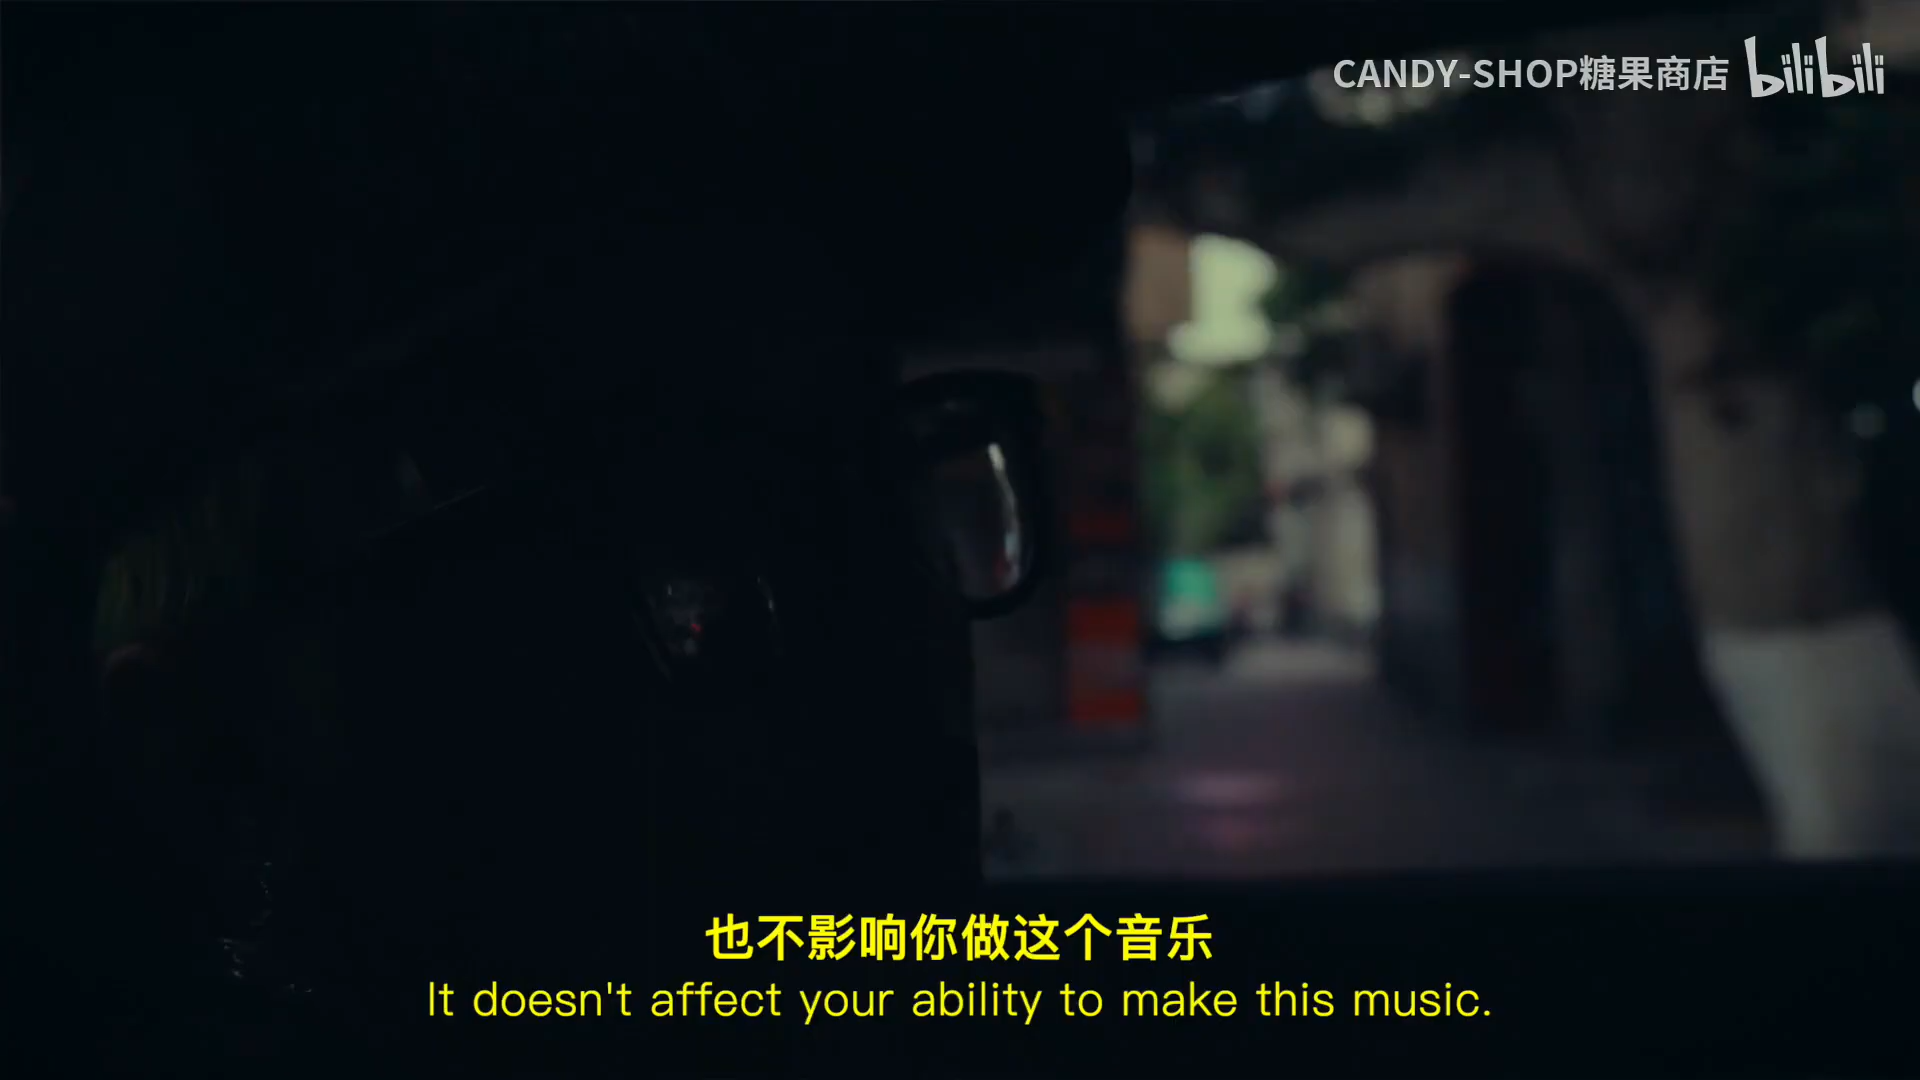 CANDY-SHOP糖果商店 bilibili
也不影响你做这个音乐
It doesn't affect your ability to make this music.